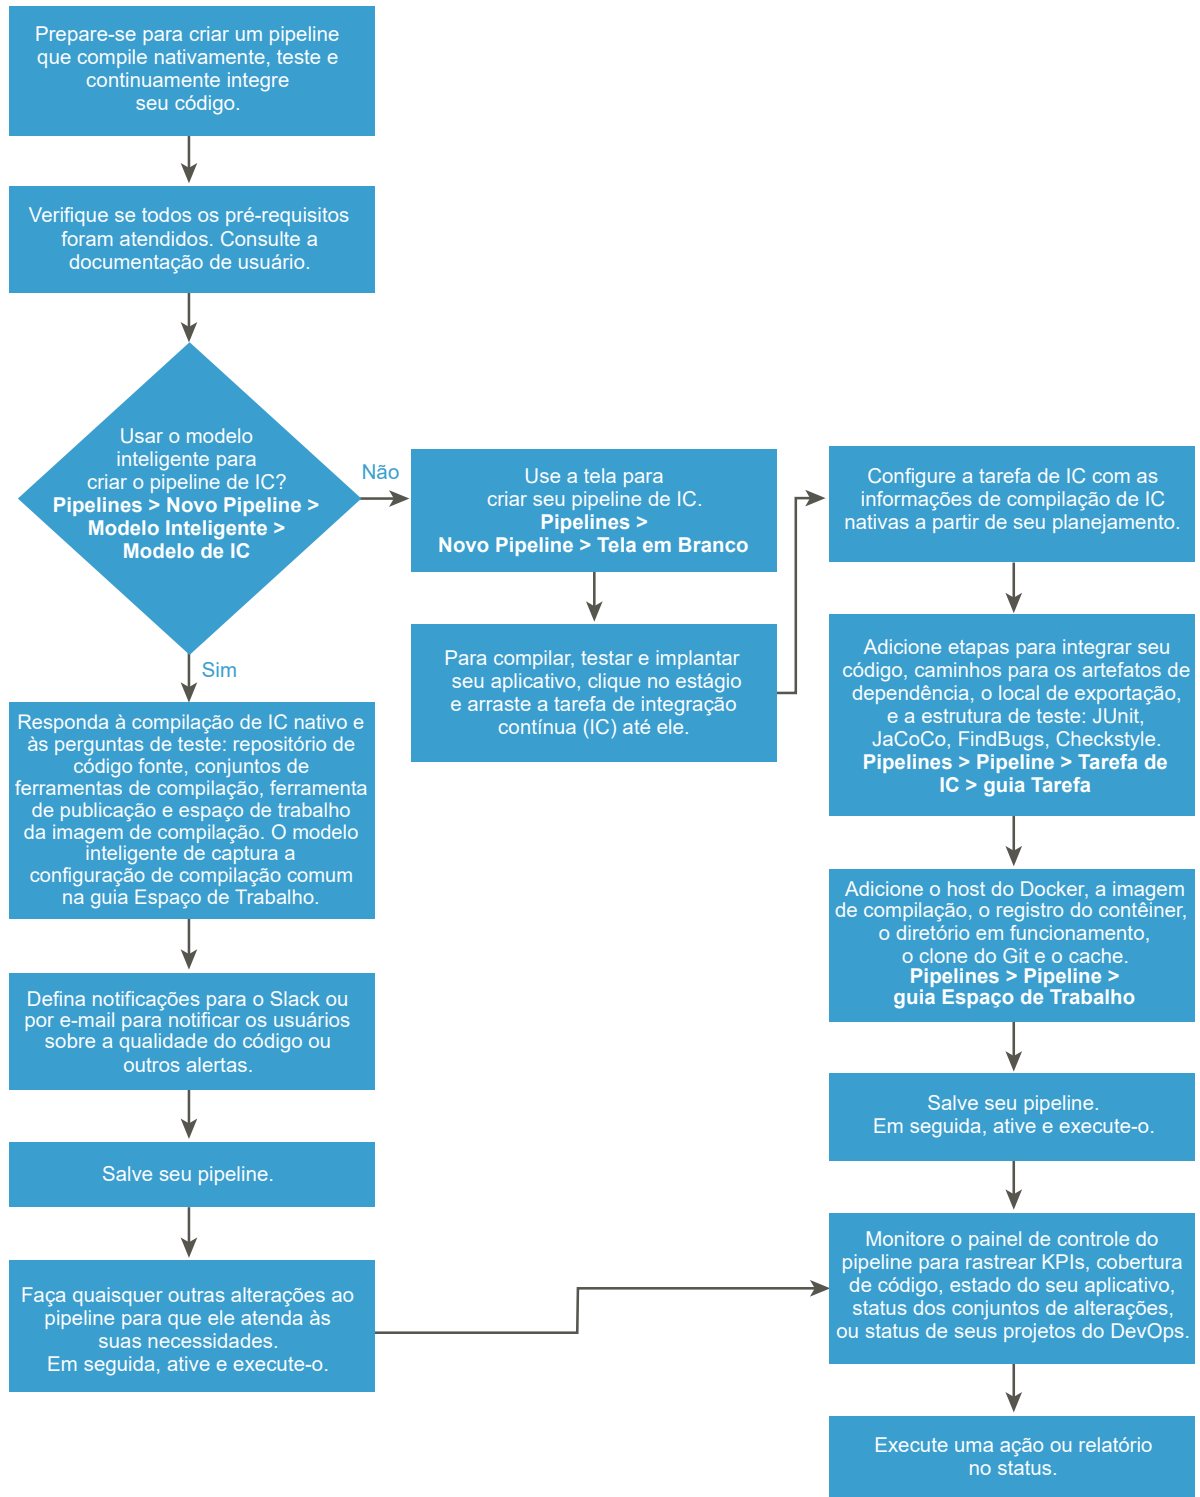 Prepare-se para criar um pipeline
que compile nativamente, teste e
continuamente integre
seu código.
Verifique se todos os pré-requisitos
foram atendidos. Consulte a
documentação de usuário.
Usar o modelo
inteligente para
criar o pipeline de IC?
Pipelines > Novo Pipeline >
Modelo Inteligente >
Modelo de IC
Não
Sim
Responda à compilação de IC nativo e
às perguntas de teste: repositório de
código fonte, conjuntos de
ferramentas de compilação, ferramenta
de publicação e espaço de trabalho
da imagem de compilação. O modelo
inteligente de captura a
configuração de compilação comum
na guia Espaço de Trabalho.
Defina notificações para o Slack ou
por e-mail para notificar os usuários
sobre a qualidade do código ou
outros alertas.
Salve seu pipeline.
Faça quaisquer outras alterações ao
pipeline para que ele atenda às
suas necessidades.
Em seguida, ative e execute-o.
Use a tela para
criar seu pipeline de IC.
Pipelines >
Novo Pipeline > Tela em Branco
Para compilar, testar e implantar
seu aplicativo, clique no estágio
e arraste a tarefa de integração
contínua (IC) até ele.
Configure a tarefa de IC com as
informações de compilação de IC
nativas a partir de seu planejamento.
Adicione etapas para integrar seu
código, caminhos para os artefatos de
dependência, o local de exportação,
e a estrutura de teste: JUnit,
JaCoCo, FindBugs, Checkstyle.
Pipelines > Pipeline > Tarefa de
IC > guia Tarefa
Adicione o host do Docker, a imagem
de compilação, o registro do contêiner,
o diretório em funcionamento,
o clone do Git e o cache.
Pipelines > Pipeline >
guia Espaço de Trabalho
Salve seu pipeline.
Em seguida, ative e execute-o.
Monitore o painel de controle do
pipeline para rastrear KPIs, cobertura
de código, estado do seu aplicativo,
status dos conjuntos de alterações,
ou status de seus projetos do DevOps.
Execute uma ação ou relatório
no status.